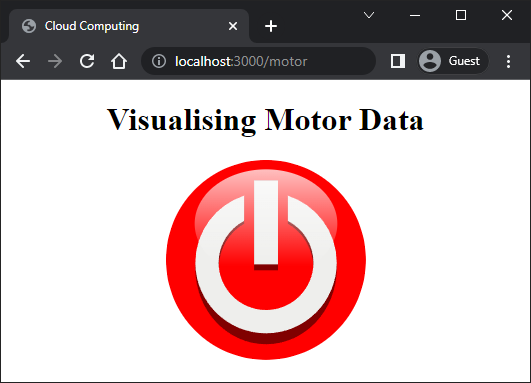 Cloud Computing
localhost:3000/motor
Guest
Visualising Motor Data